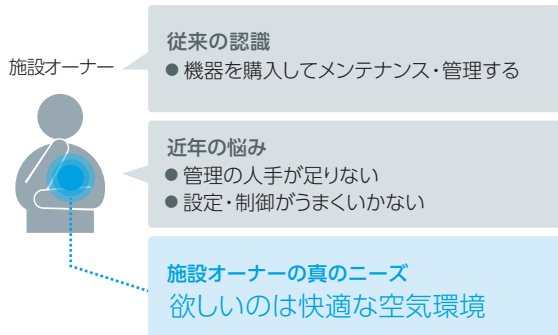 施設オーナー
従来の認識
● 機器を購入してメンテナンス・管理する
近年の悩み
● 管理の人手が足りない
● 設定・制御がうまくいかない
施設オーナーの真のニーズ
欲しいのは快適な空気環境